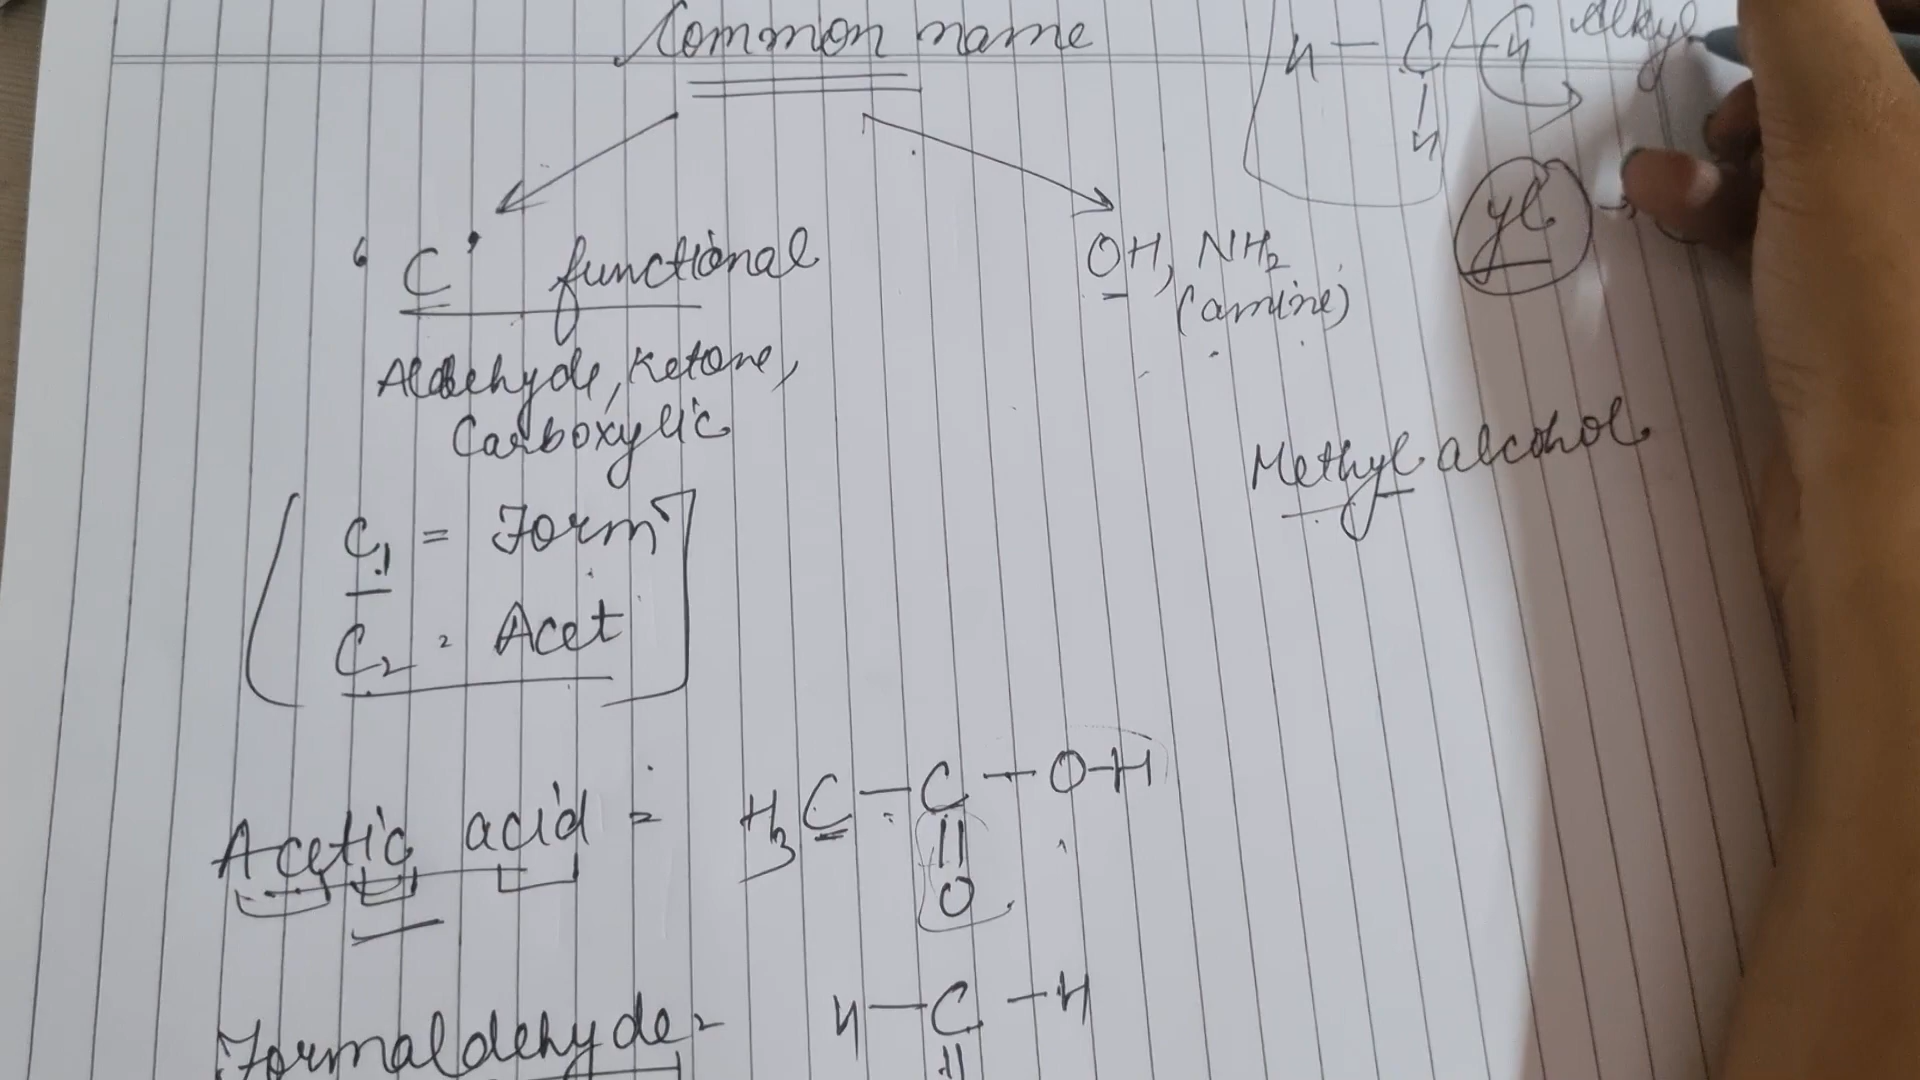 Common name
H - C - H alkyl
H
yl
'C' functional
OH, NH2
(amine)
Aldehyde, Ketone,
Carboxylic
Methyl alcohol
C1 = Form
C2 = Acet
Acetic acid = H3C - C - OH
O
Formaldehyde = H - C - H